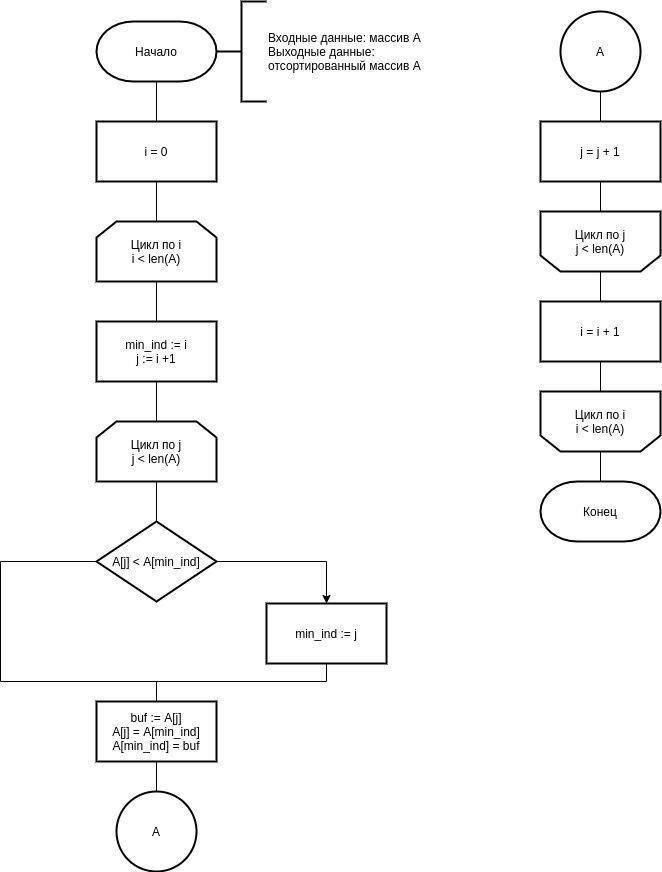 Начало
Входные данные: массив A
Выходные данные:
отсортированный массив A
i = 0
Цикл по i
i < len(A)
min_ind := i
j := i +1
Цикл по j
j < len(A)
A[j] < A[min_ind]
min_ind := j
buf := A[j]
A[j] = A[min_ind]
A[min_ind] = buf
A
A
j = j + 1
Цикл по j
j < len(A)
i = i + 1
Цикл по i
i < len(A)
Конец